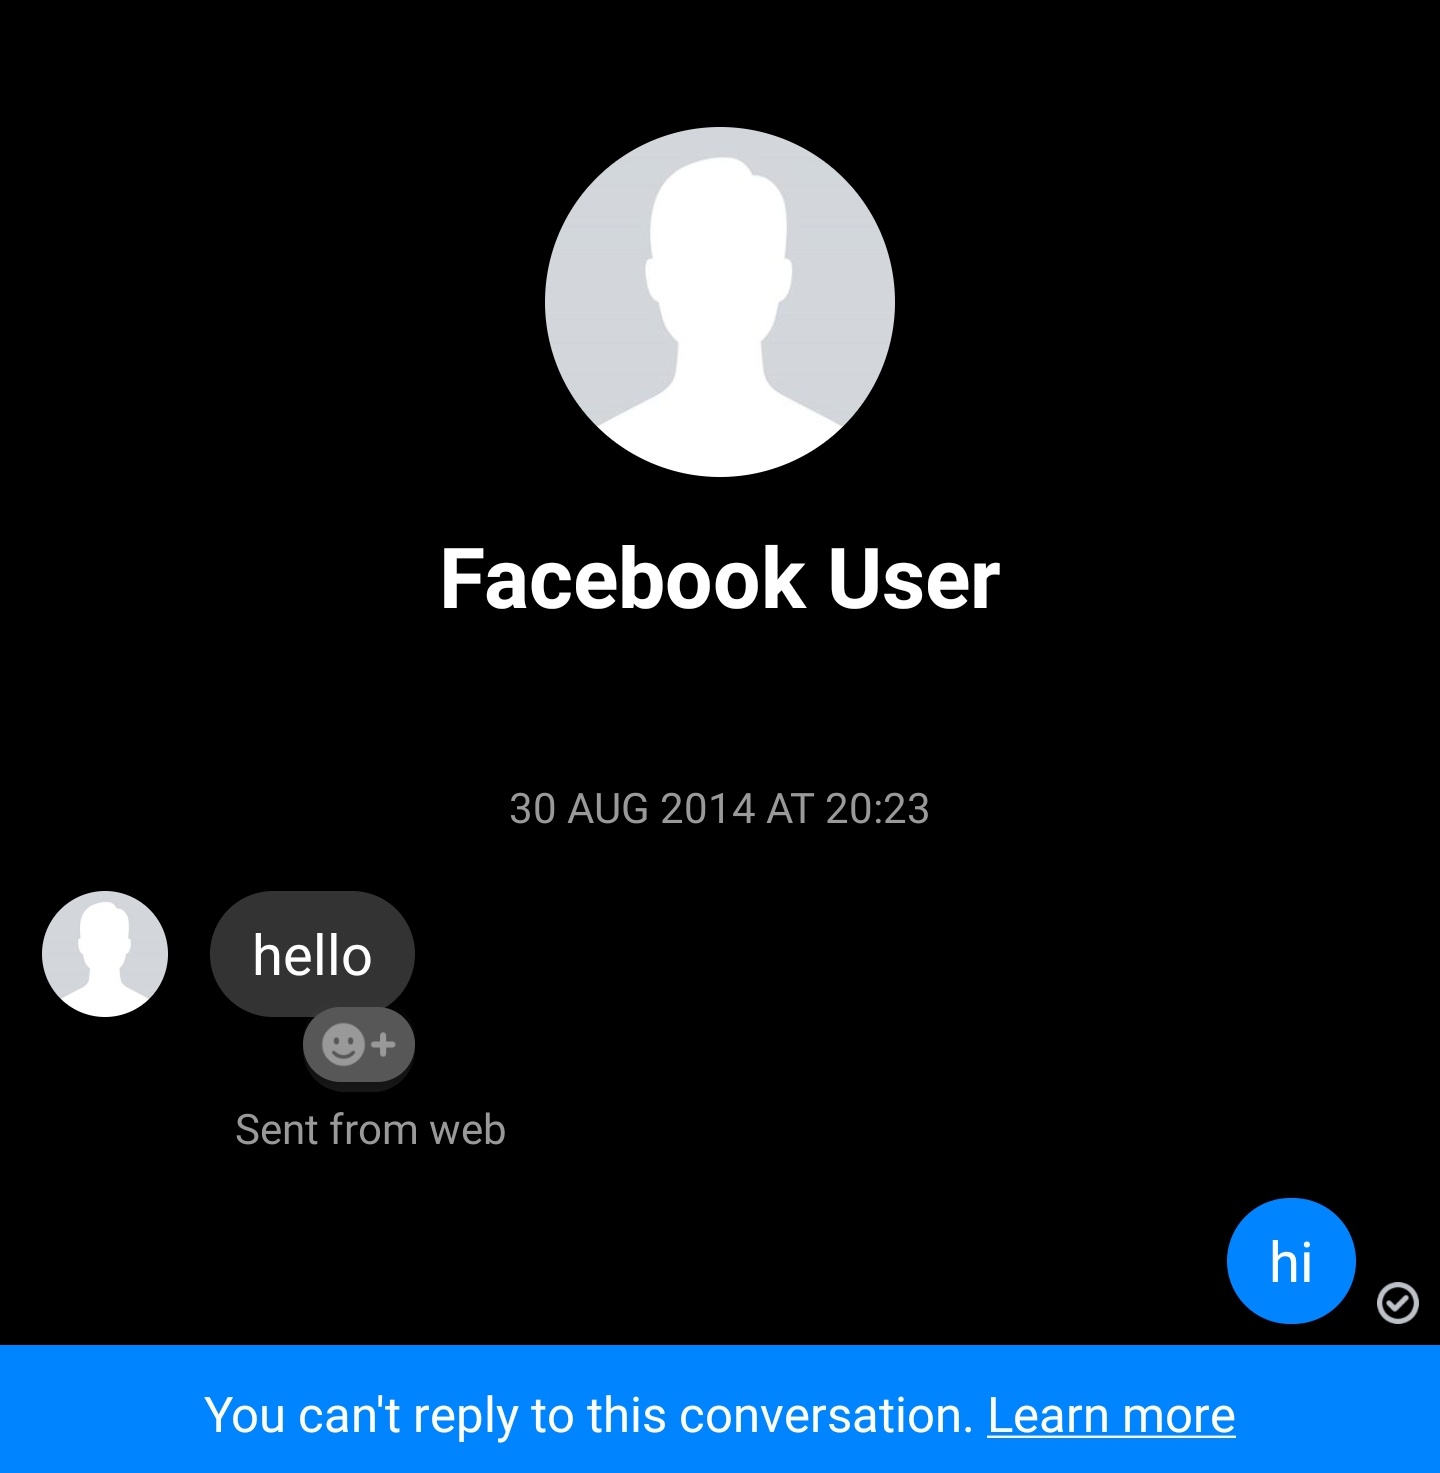 Facebook User
30 AUG 2014 AT 20:23
hello
Sent from web
hi
You can't reply to this conversation. Learn more